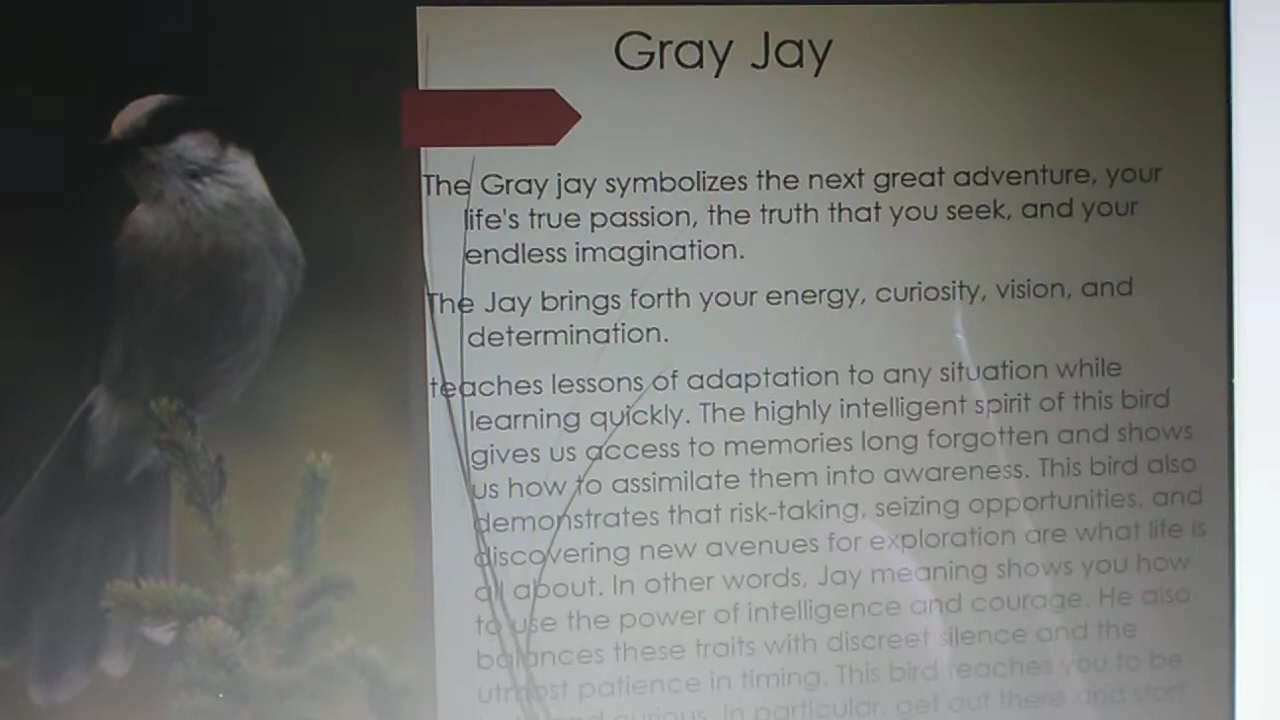 Gray Jay
The Gray jay symbolizes the next great adventure, your
life's true passion, the truth that you seek, and your
endless imagination.
The Jay brings forth your energy, curiosity, vision, and
determination.
teaches lessons of adaptation to any situation while
learning quickly. The highly intelligent spirit of this bird
gives us access to memories long forgotten and shows
us how to assimilate them into awareness. This bird also
demonstrates that risk-taking, seizing opportunities, and
discovering new avenues for exploration are what life is
all about. In other words, Jay meaning shows you how
to use the power of intelligence and courage. He also
balances these traits with discreet silence and the
utmost patience in timing. This bird teaches you to be
and curious. In particular, get out there and start